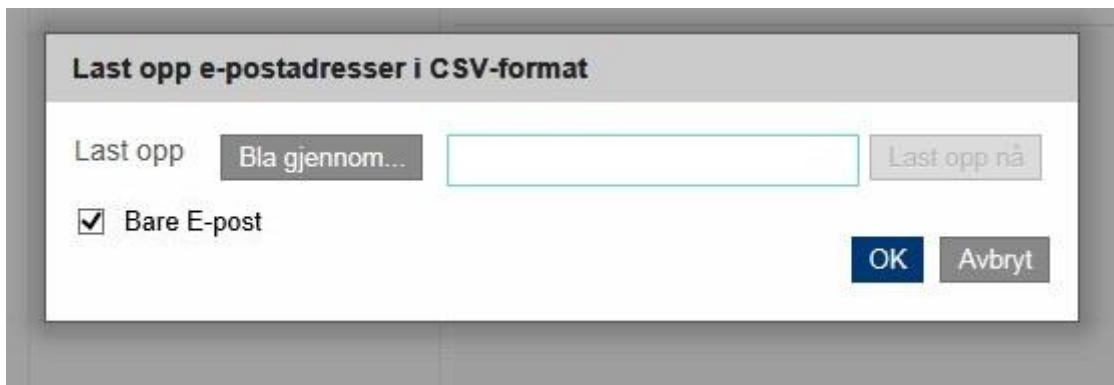 Last opp e-postadresser i CSV-format
Last opp Bla gjennom... Last opp nå
Bare E-post
OK Avbryt